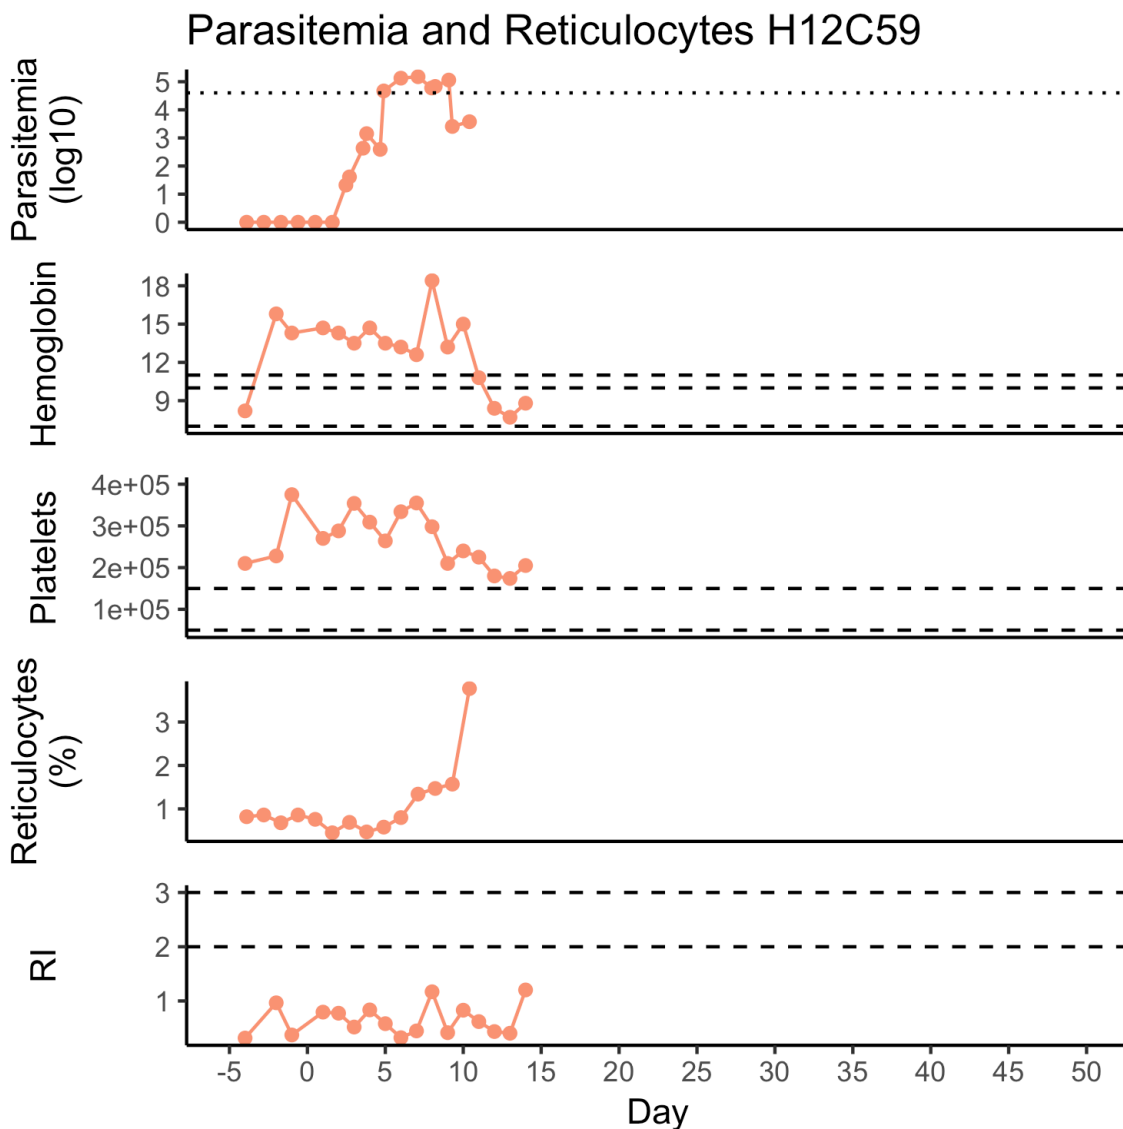 Parasitemia and Reticulocytes H12C59
Parasitemia
(log10)
5
4
3
2
1
0
Hemoglobin
18
15
12
9
Platelets
4e+05
3e+05
2e+05
1e+05
Reticulocytes
(%)
3
2
1
RI
3
2
1
-5 0 5 10 15 20 25 30 35 40 45 50
Day